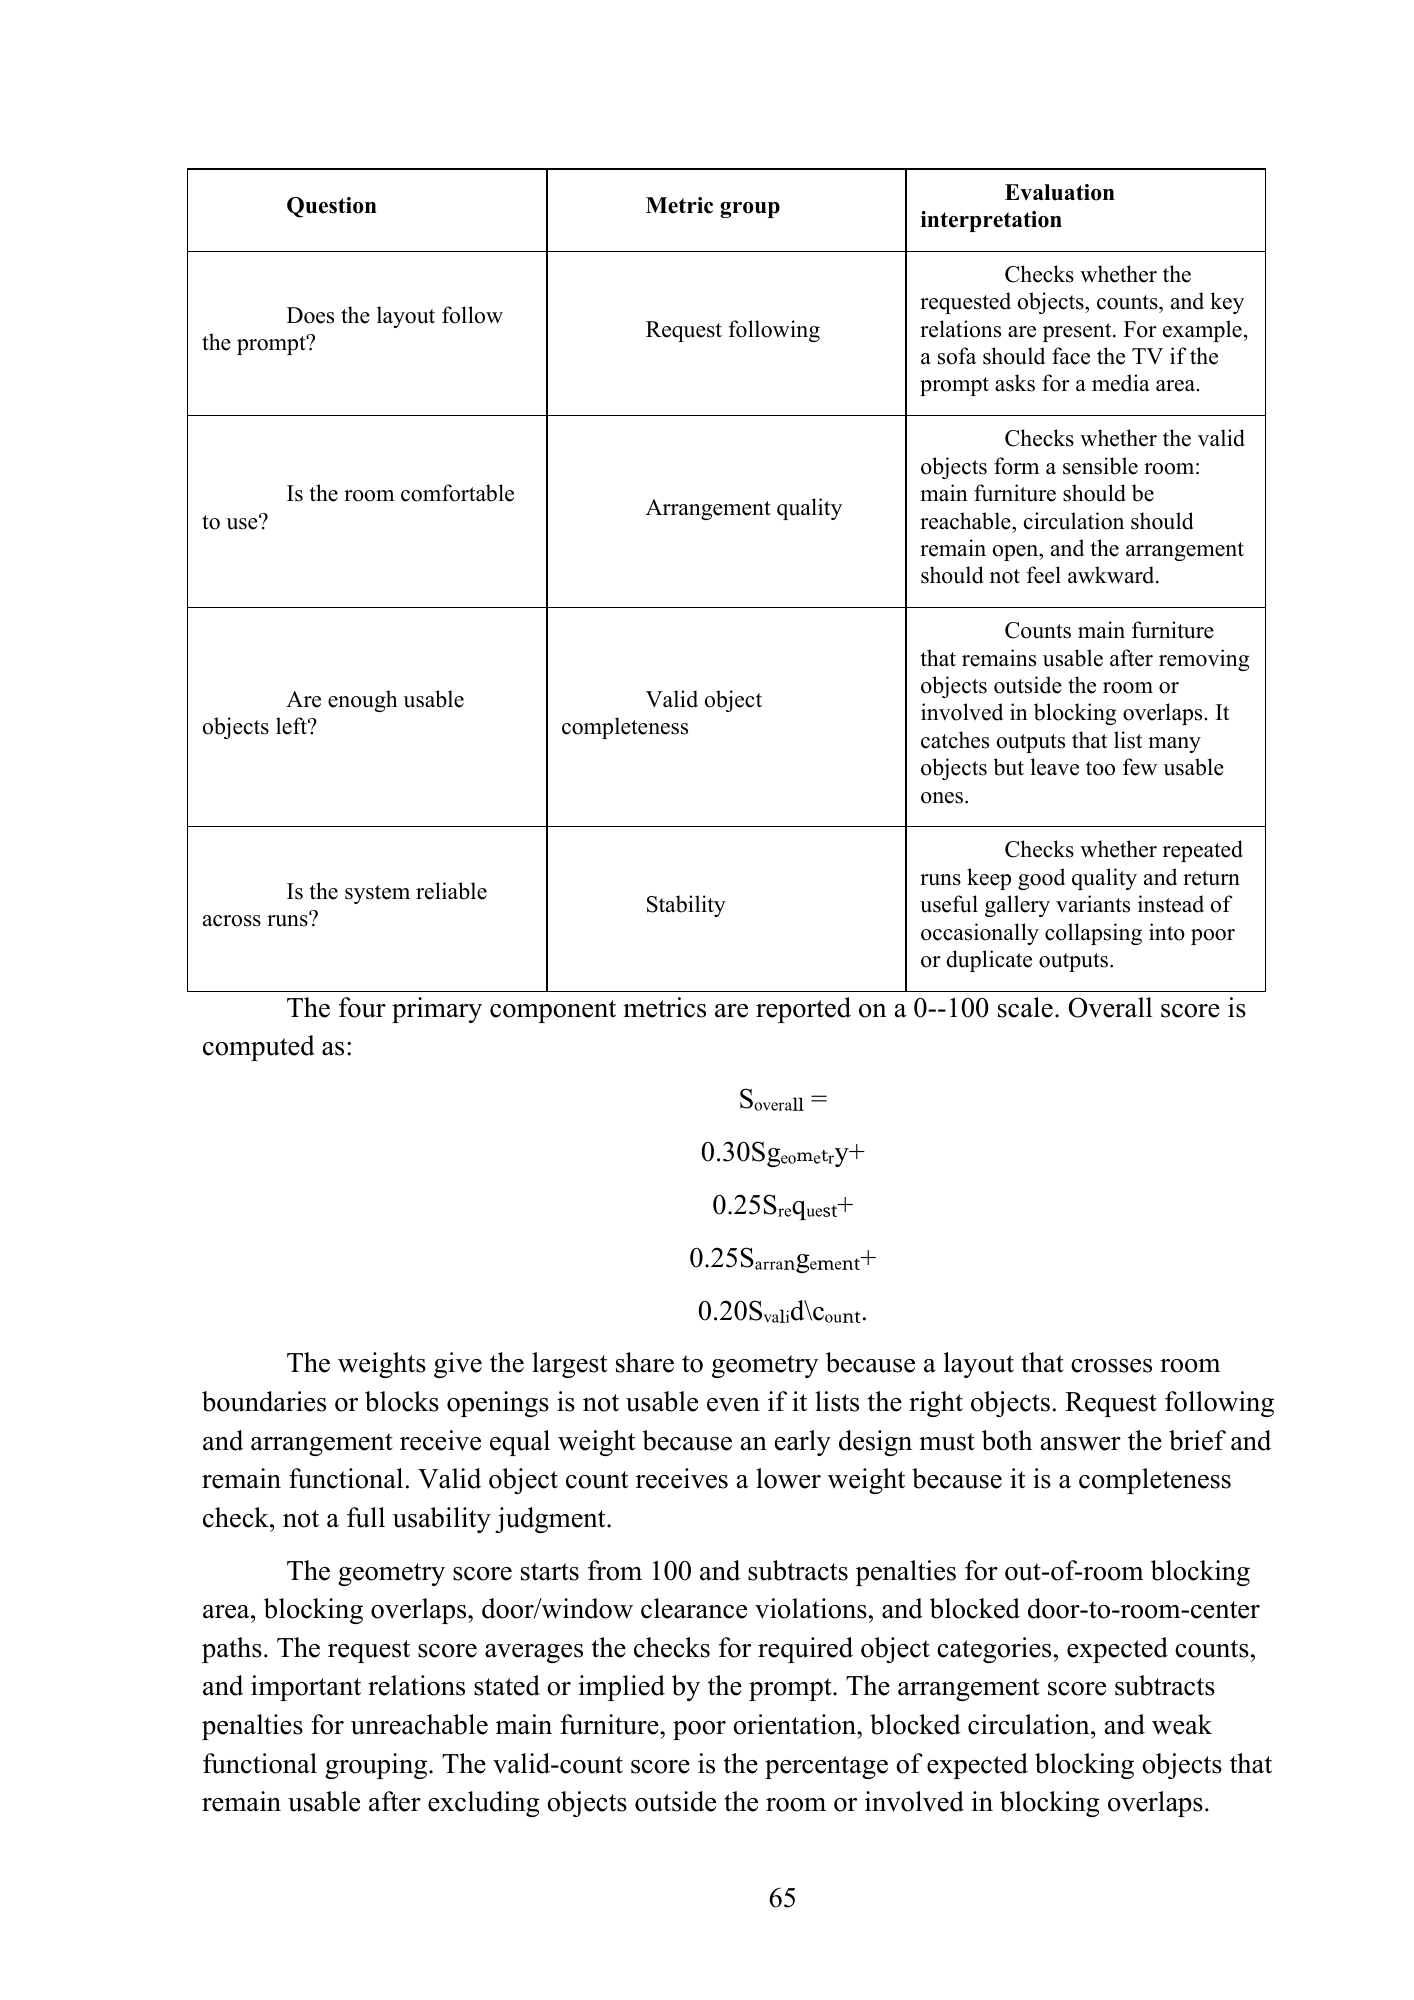 Question
Metric group
Evaluation
interpretation
Does the layout follow
the prompt?
Request following
Checks whether the
requested objects, counts, and key
relations are present. For example,
a sofa should face the TV if the
prompt asks for a media area.
Is the room comfortable
to use?
Arrangement quality
Checks whether the valid
objects form a sensible room:
main furniture should be
reachable, circulation should
remain open, and the arrangement
should not feel awkward.
Are enough usable
objects left?
Valid object
completeness
Counts main furniture
that remains usable after removing
objects outside the room or
involved in blocking overlaps. It
catches outputs that list many
objects but leave too few usable
ones.
Is the system reliable
across runs?
Stability
Checks whether repeated
runs keep good quality and return
useful gallery variants instead of
occasionally collapsing into poor
or duplicate outputs.
The four primary component metrics are reported on a 0--100 scale. Overall score is
computed as:
Soverall =
0.30Sgeometry+
0.25Srequest+
0.25Sarrangement+
0.20Svalid\count.
The weights give the largest share to geometry because a layout that crosses room
boundaries or blocks openings is not usable even if it lists the right objects. Request following
and arrangement receive equal weight because an early design must both answer the brief and
remain functional. Valid object count receives a lower weight because it is a completeness
check, not a full usability judgment.
The geometry score starts from 100 and subtracts penalties for out-of-room blocking
area, blocking overlaps, door/window clearance violations, and blocked door-to-room-center
paths. The request score averages the checks for required object categories, expected counts,
and important relations stated or implied by the prompt. The arrangement score subtracts
penalties for unreachable main furniture, poor orientation, blocked circulation, and weak
functional grouping. The valid-count score is the percentage of expected blocking objects that
remain usable after excluding objects outside the room or involved in blocking overlaps.
65